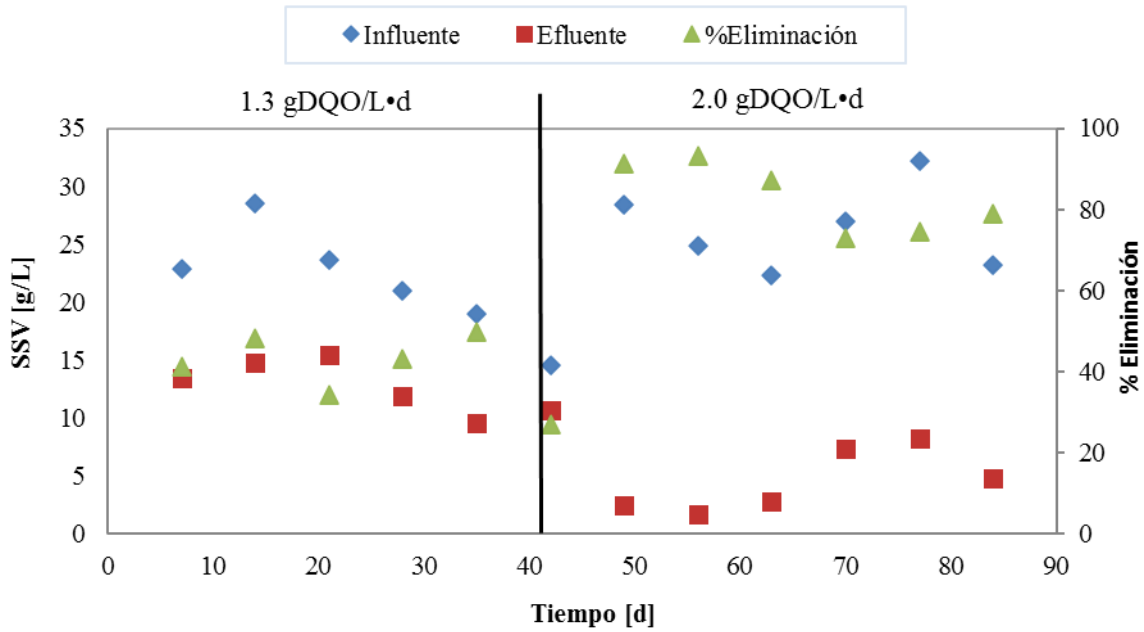 Influente Efluente %Eliminación
1.3 gDQO/L•d 2.0 gDQO/L•d
35 100
30 80
25
20 60
15 40
10
5 20
0 0
SSV [g/L]
% Eliminación
0 10 20 30 40 50 60 70 80 90
Tiempo [d]